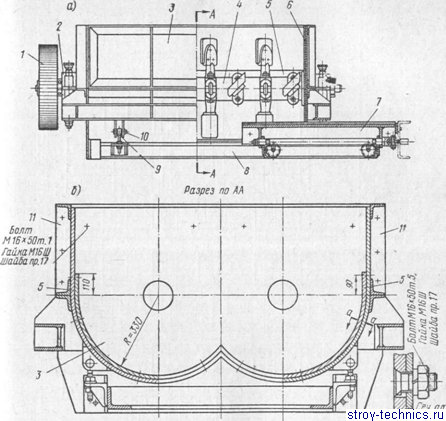 а)
А
1
2
3
4
5
6
7
10
9
А
8
б)
Разрез по АА
Болт
М16×50т.1
Гайка М16Ш
Шайба пр.17
11
11
5
5
110
92
R=330
3
а
а
Болт М16×50т.5,
Гайка М16Ш
Шайба пр.17
stroy-technics.ru